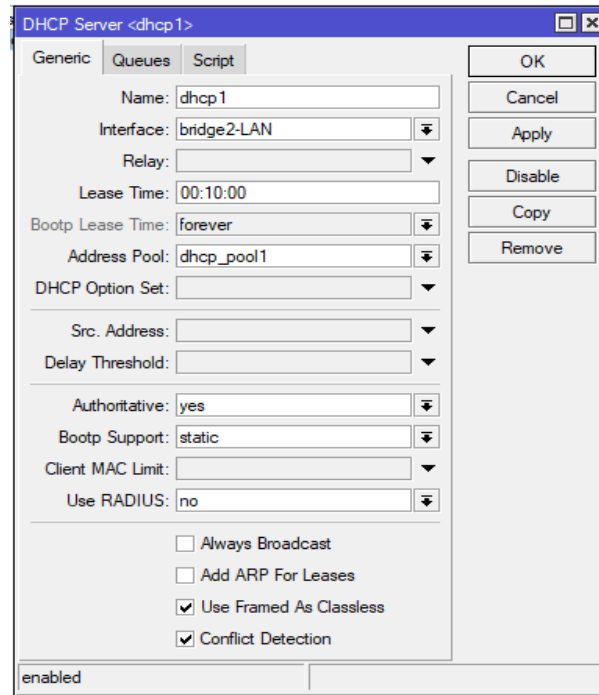 DHCP Server <dhcp1>
Generic Queues Script
Name: dhcp1
Interface: bridge2-LAN
Relay:
Lease Time: 00:10:00
Bootp Lease Time: forever
Address Pool: dhcp_pool1
DHCP Option Set:
Src. Address:
Delay Threshold:
Authoritative: yes
Bootp Support: static
Client MAC Limit:
Use RADIUS: no
Always Broadcast
Add ARP For Leases
Use Framed As Classless
Conflict Detection
OK
Cancel
Apply
Disable
Copy
Remove
enabled